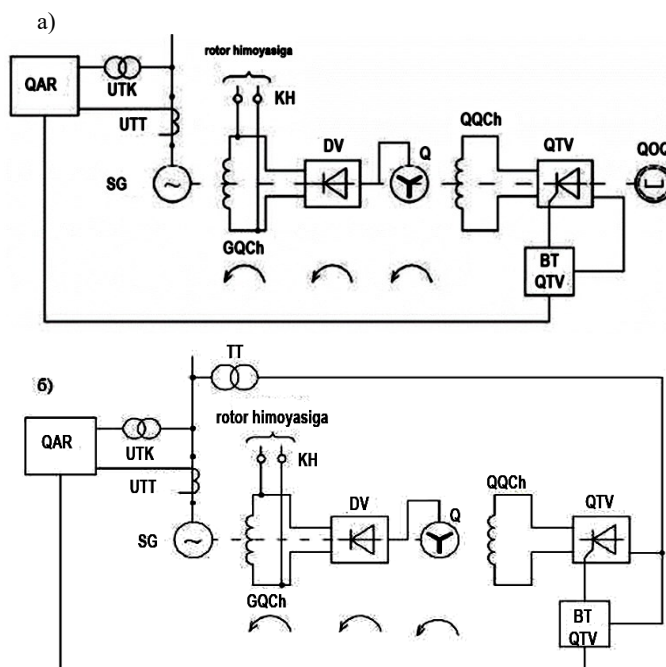 a)
rotor himoyasiga
QAR
UTK
KH
UTT
DV
Q
QQCh
QTV
QOQ
SG
~
GQCh
BT
QTV
б)
TT
rotor himoyasiga
QAR
UTK
KH
UTT
DV
Q
QQCh
QTV
SG
~
GQCh
BT
QTV